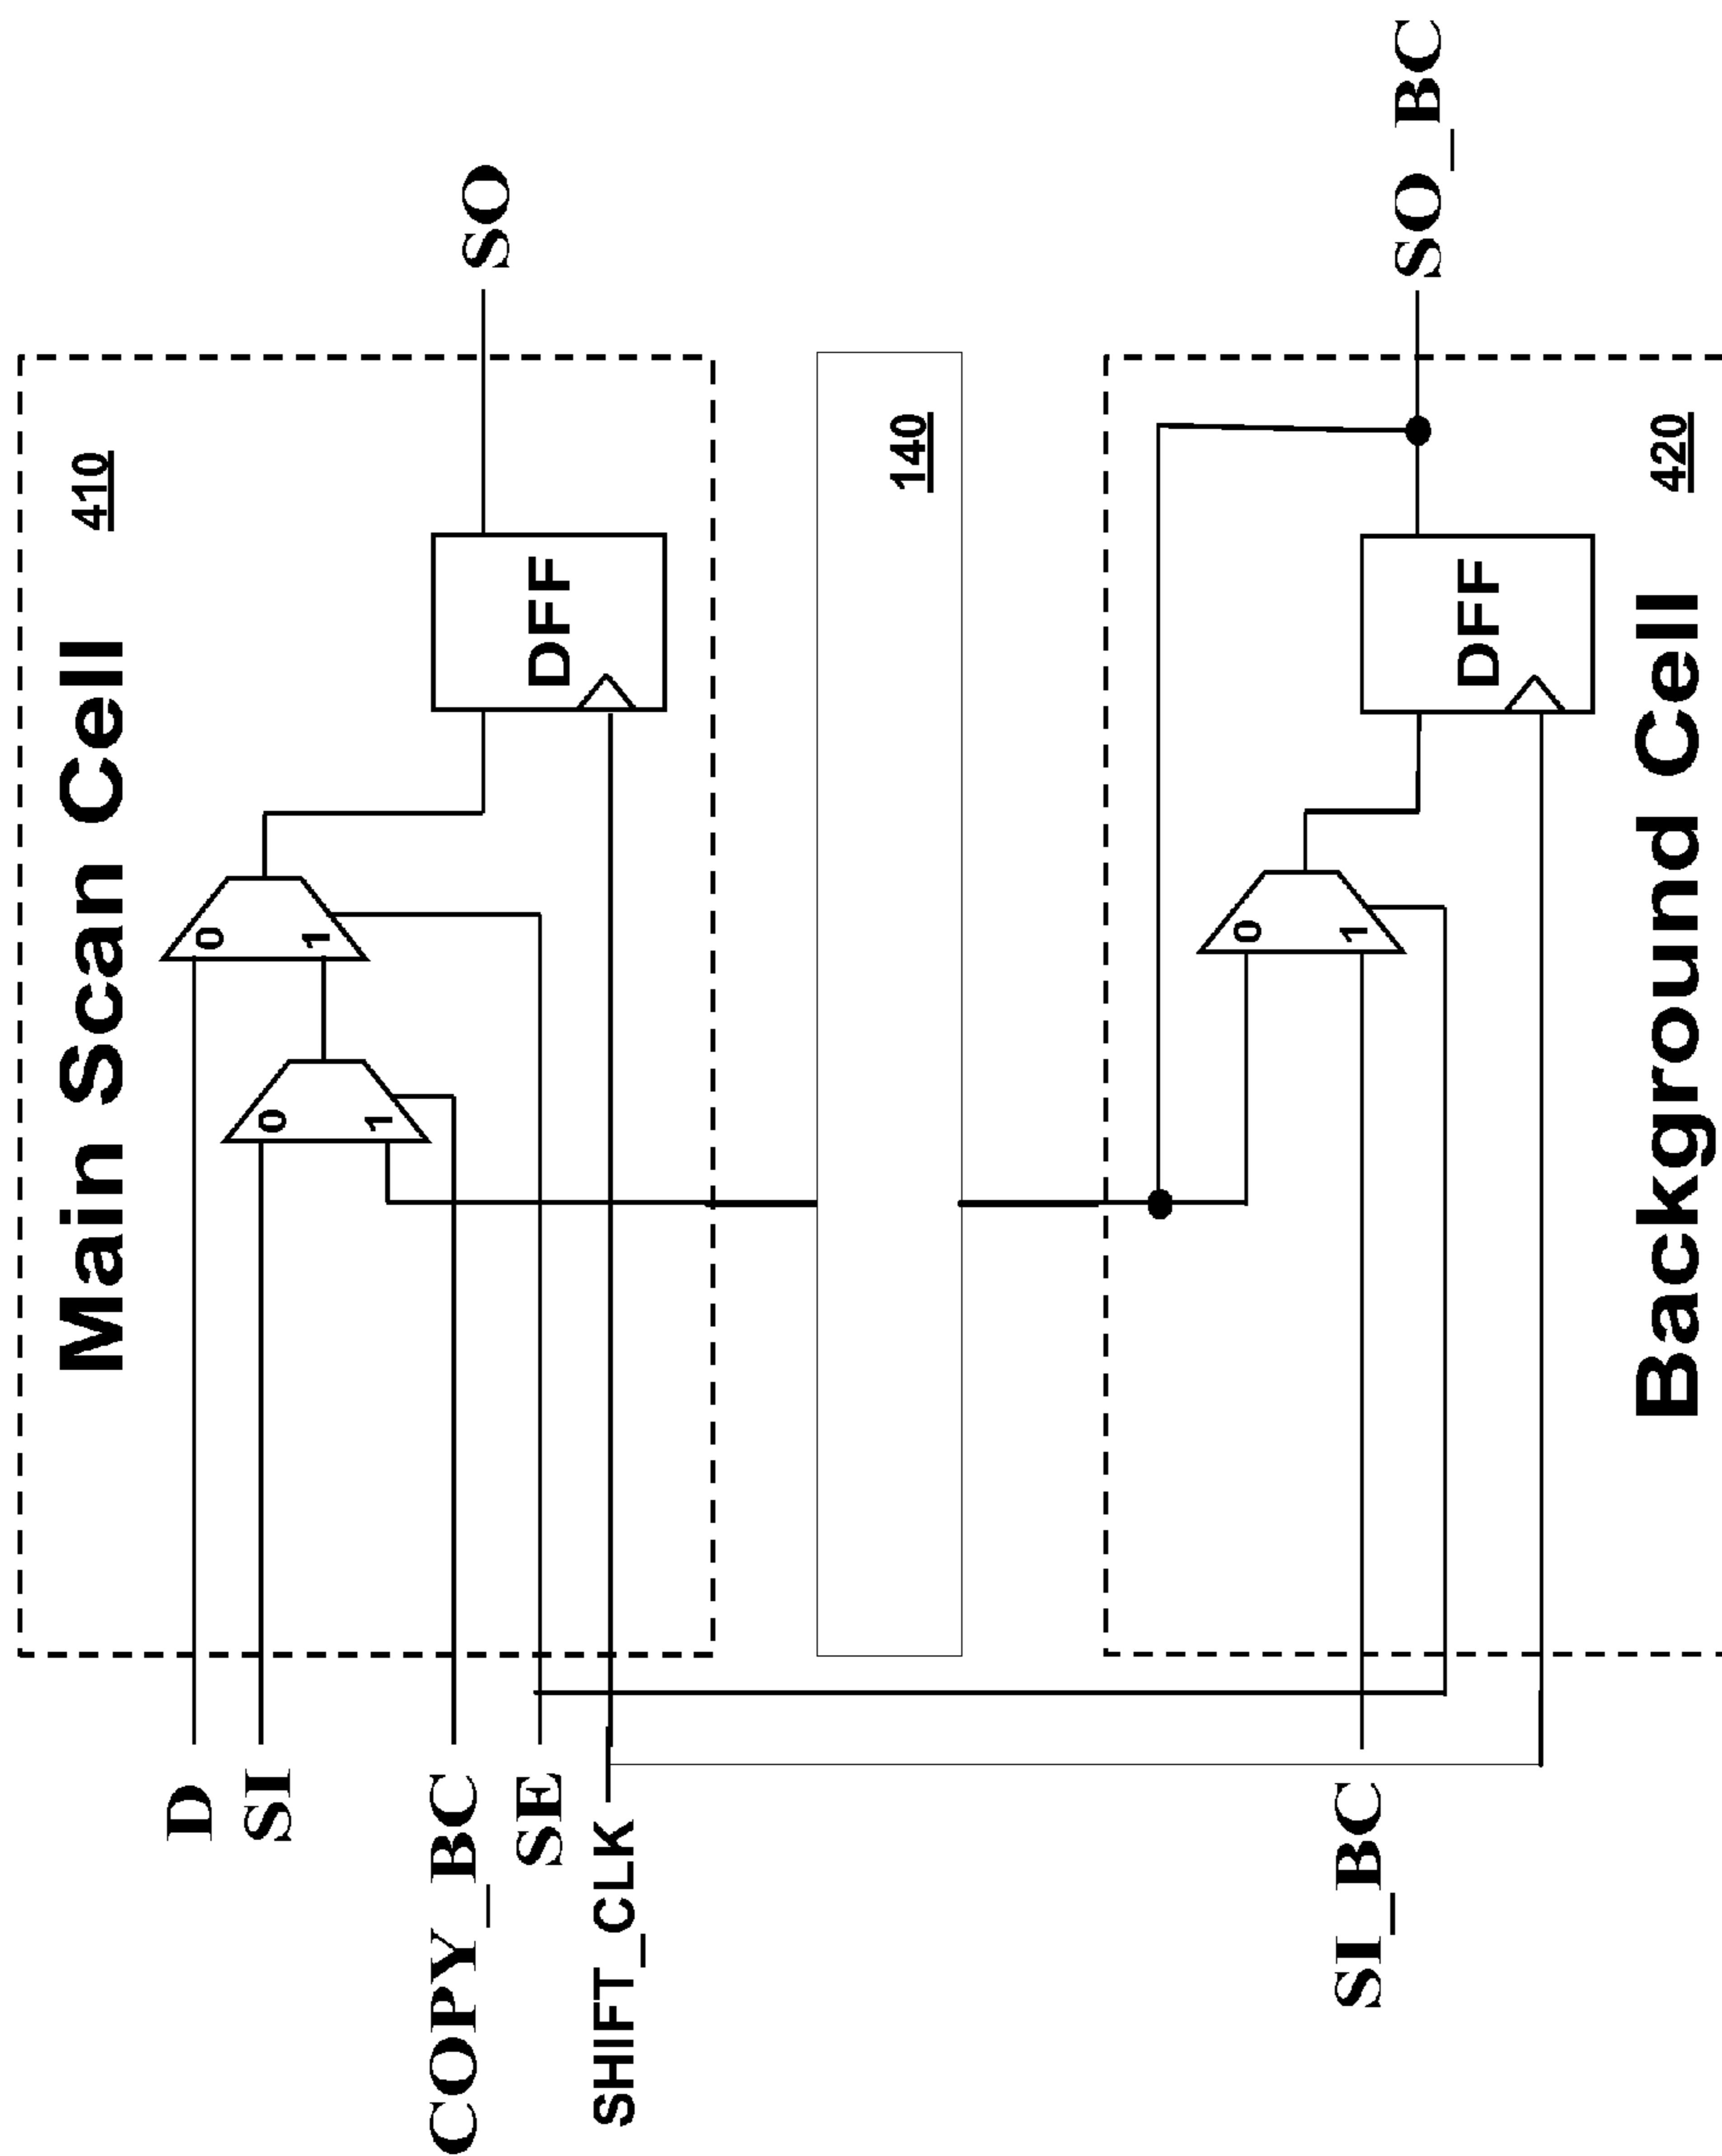 Main Scan Cell
410
D
0
SI
1
0
COPY_BC
1
SE
DFF
SO
SHIFT_CLK
140
0
SI_BC
1
DFF
SO_BC
420
Background Cell